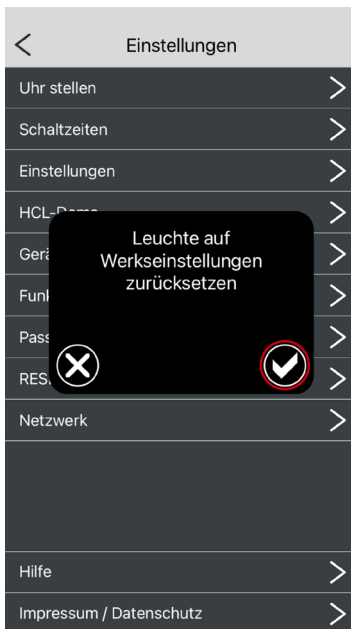 Einstellungen
Uhr stellen
Schaltzeiten
Einstellungen
Leuchte auf
Werkseinstellungen
zurücksetzen
Netzwerk
Hilfe
Impressum / Datenschutz